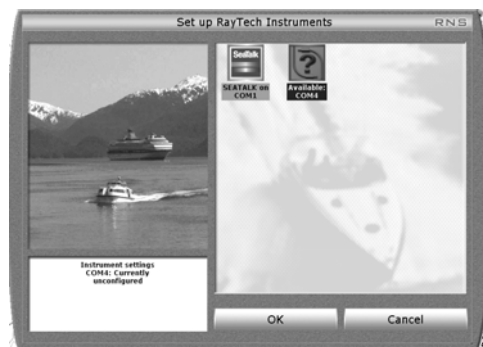 Set up RayTech Instruments
RNS
SeaTalk
SEATALK on
COM1
?
Available:
COM4
Instrument settings
COM4: Currently
unconfigured
OK
Cancel